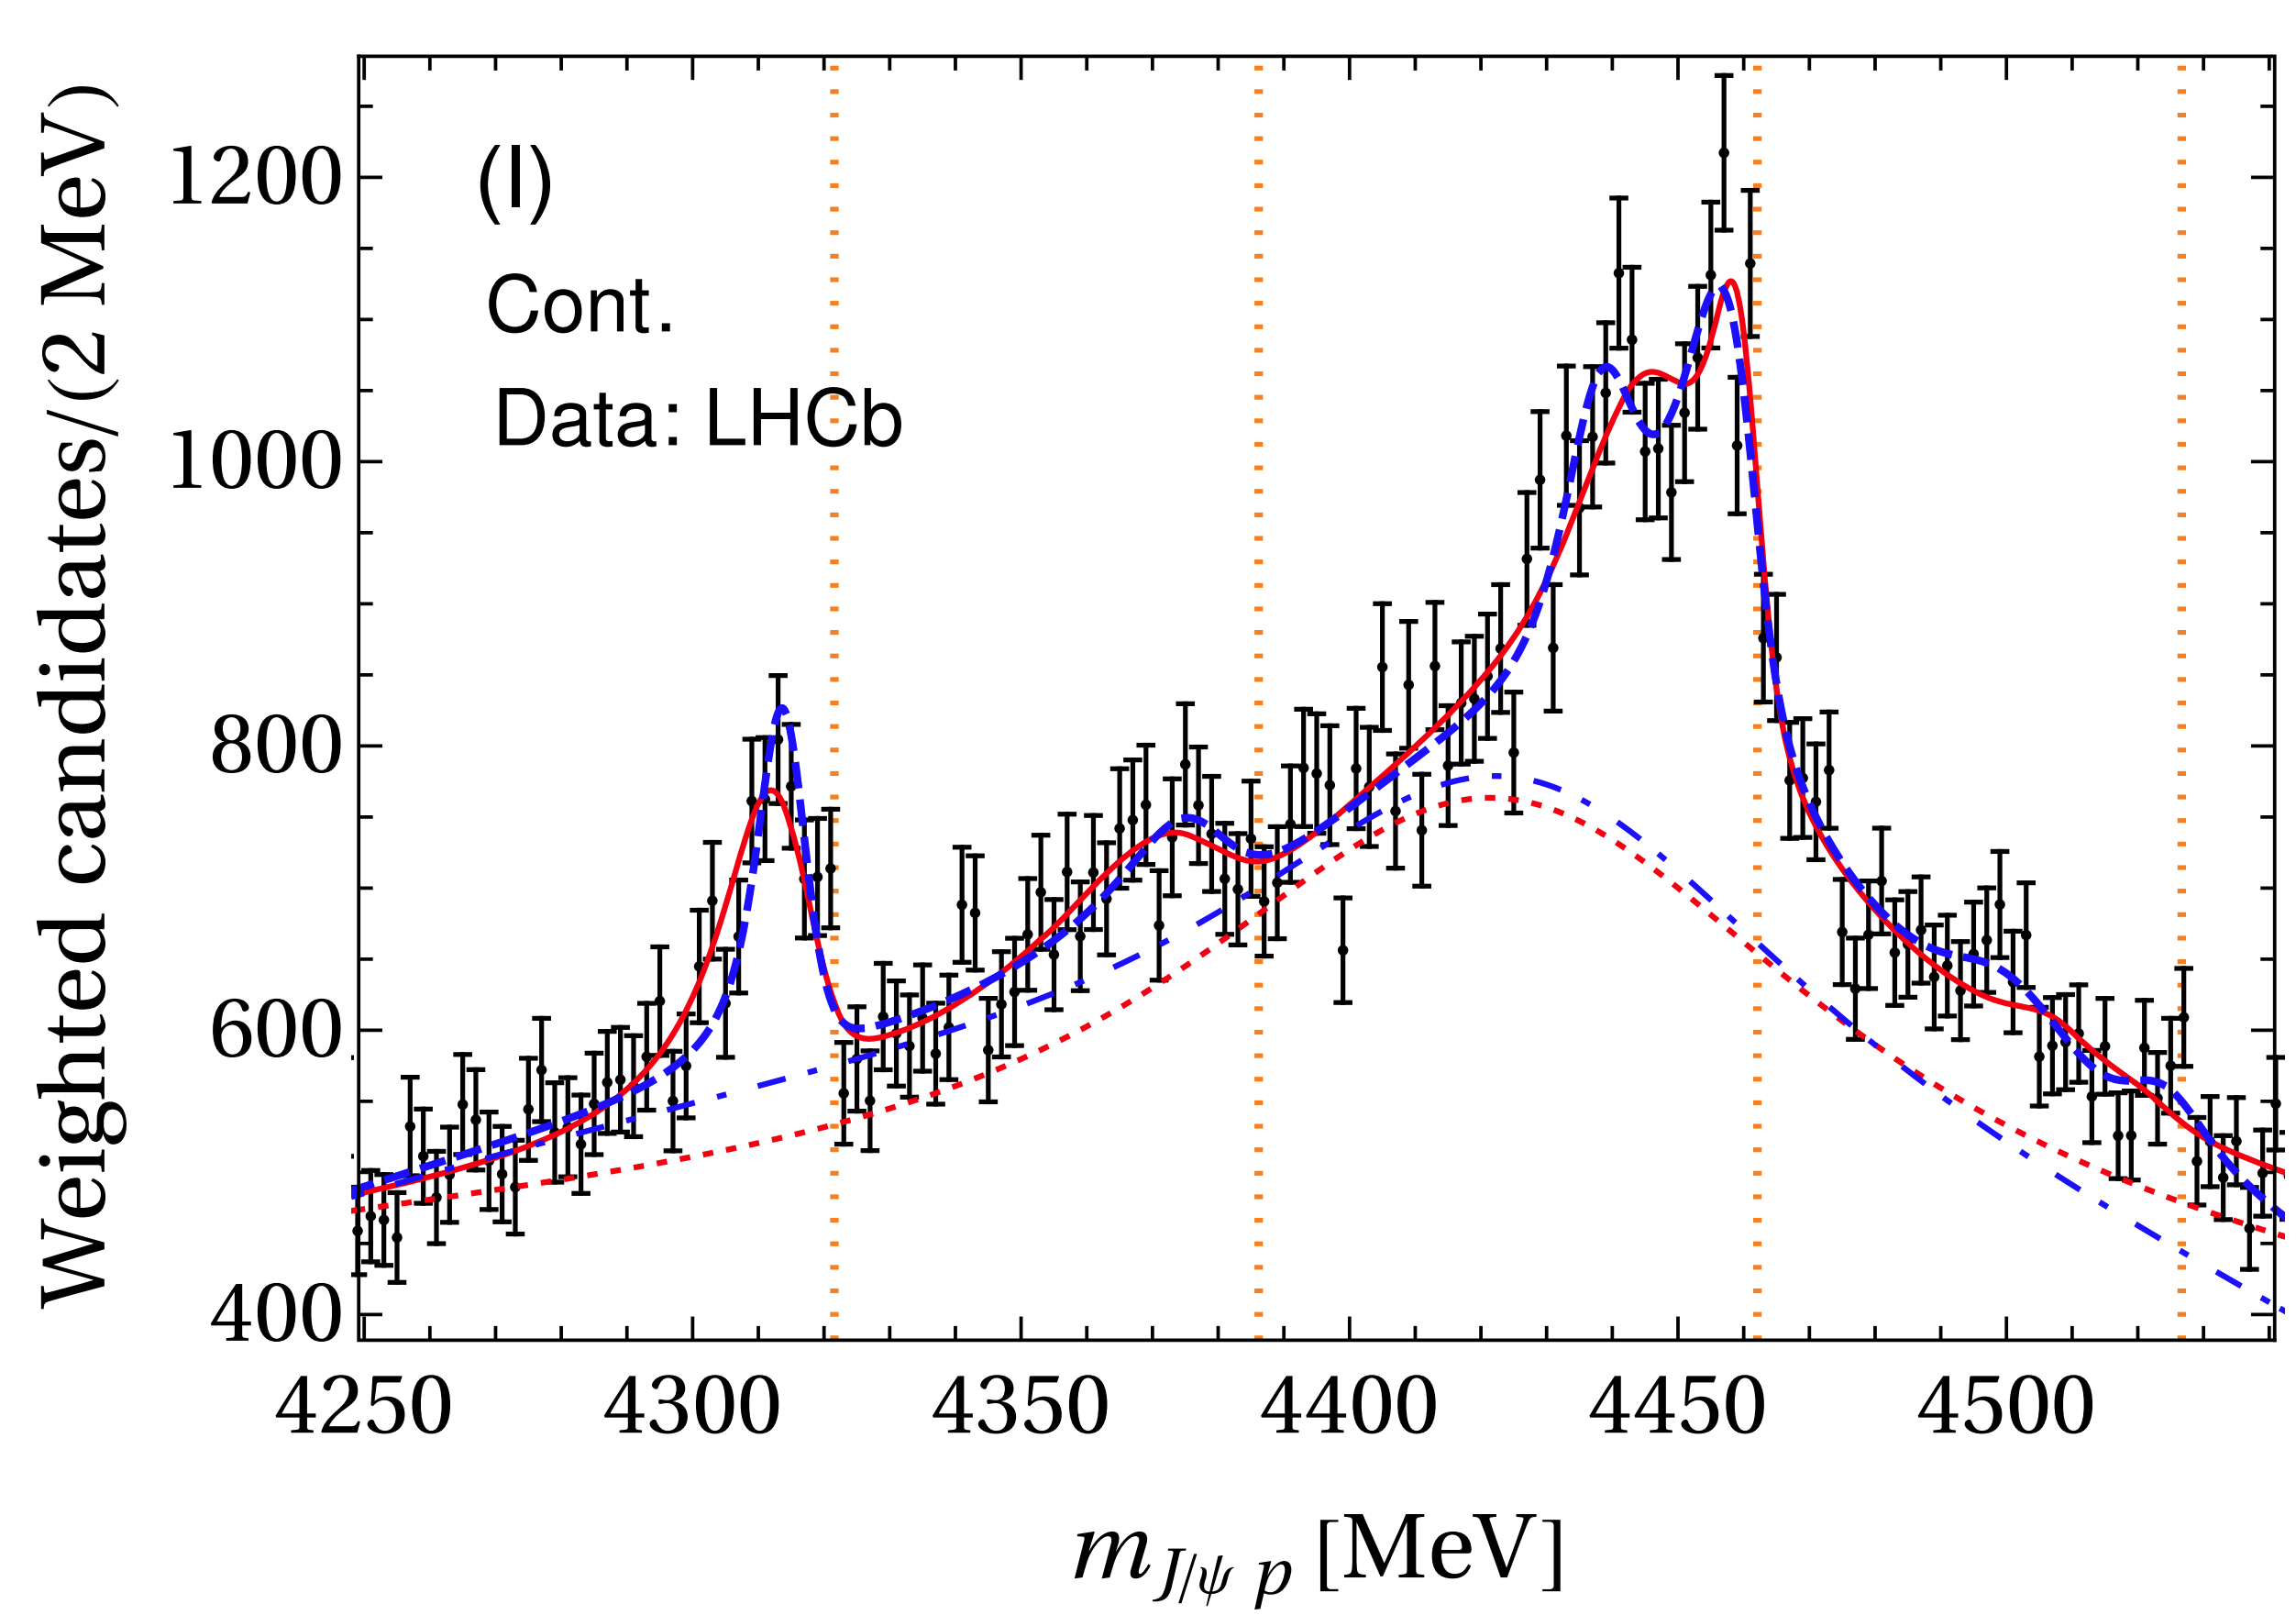 Weighted candidates/(2 MeV)
1200
1000
800
600
400
(I)
Cont.
Data: LHCb
4250 4300 4350 4400 4450 4500
m_{J/ψ p} [MeV]